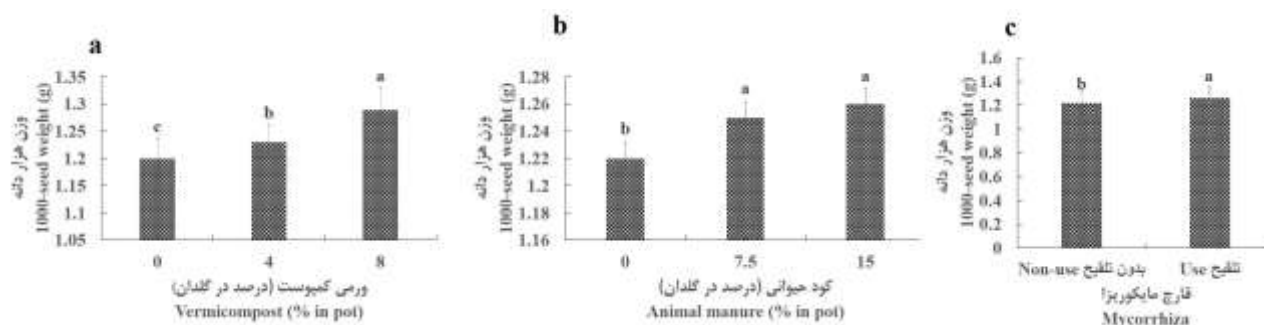 a
وزن هزار دانه
1000-seed weight (g)
1.35
1.3
1.25
1.2
1.15
1.1
1.05
c
b
a
0
4
8
ورمی کمپوست (درصد در گلدان)
Vermicompost (% in pot)
b
وزن هزار دانه
1000-seed weight (g)
1.28
1.26
1.24
1.22
1.2
1.18
1.16
b
a
a
0
7.5
15
کود حیوانی (درصد در گلدان)
Animal manure (% in pot)
c
وزن هزار دانه
1000-seed weight (g)
1.6
1.4
1.2
1
0.8
0.6
0.4
0.2
0
b
a
Non-use بدون تلقیح
Use تلقیح
قارچ مایکوریزا
Mycorrhiza